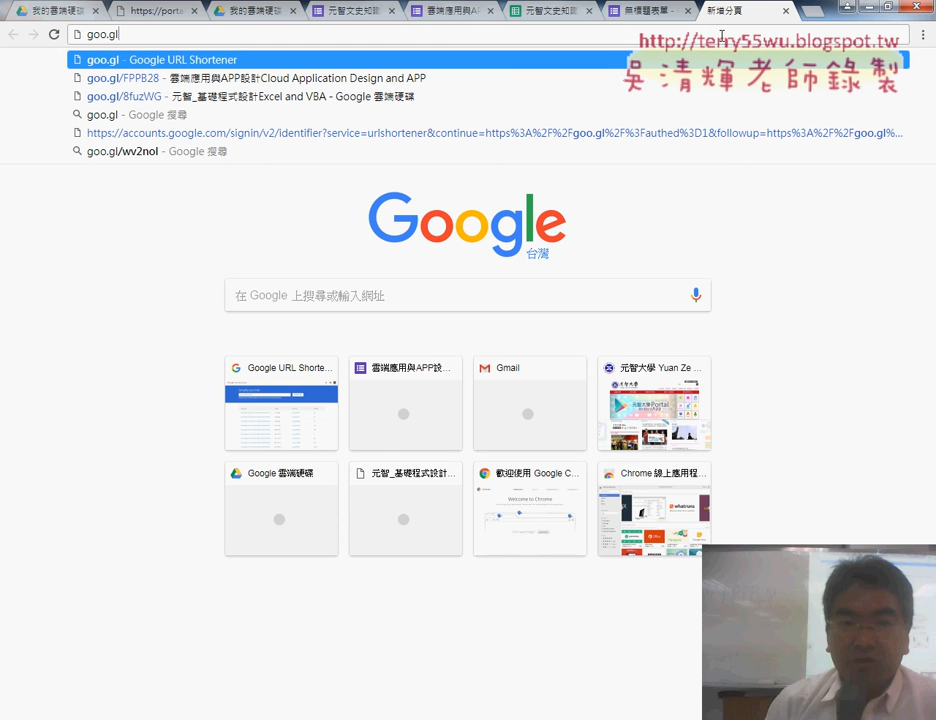 我的雲端硬碟
https://porta
我的雲端硬碟
元智文史知識
雲端應用與AP
元智文史知識
無標題表單 -
新增分頁
goo.gl
http://terry55wu.blogspot.tw
吳清輝老師錄製
goo.gl - Google URL Shortener
goo.gl/FPPB28 - 雲端應用與APP設計Cloud Application Design and APP
goo.gl/8fuzWG - 元智_基礎程式設計Excel and VBA - Google 雲端硬碟
goo.gl - Google 搜尋
https://accounts.google.com/signin/v2/identifier?service=urlshortener&continue=https%3A%2F%2Fgoo.gl%2F%3Fauthed%3D1&followup=https%3A%2F%2Fgoo.gl%...
goo.gl/wv2nol - Google 搜尋
Google
台灣
在 Google 上搜尋或輸入網址
Google URL Shorte...
雲端應用與APP設...
Gmail
元智大學 Yuan Ze ...
Google 雲端硬碟
元智_基礎程式設計...
歡迎使用 Google C...
Chrome 線上應用程...
Welcome to Chrome